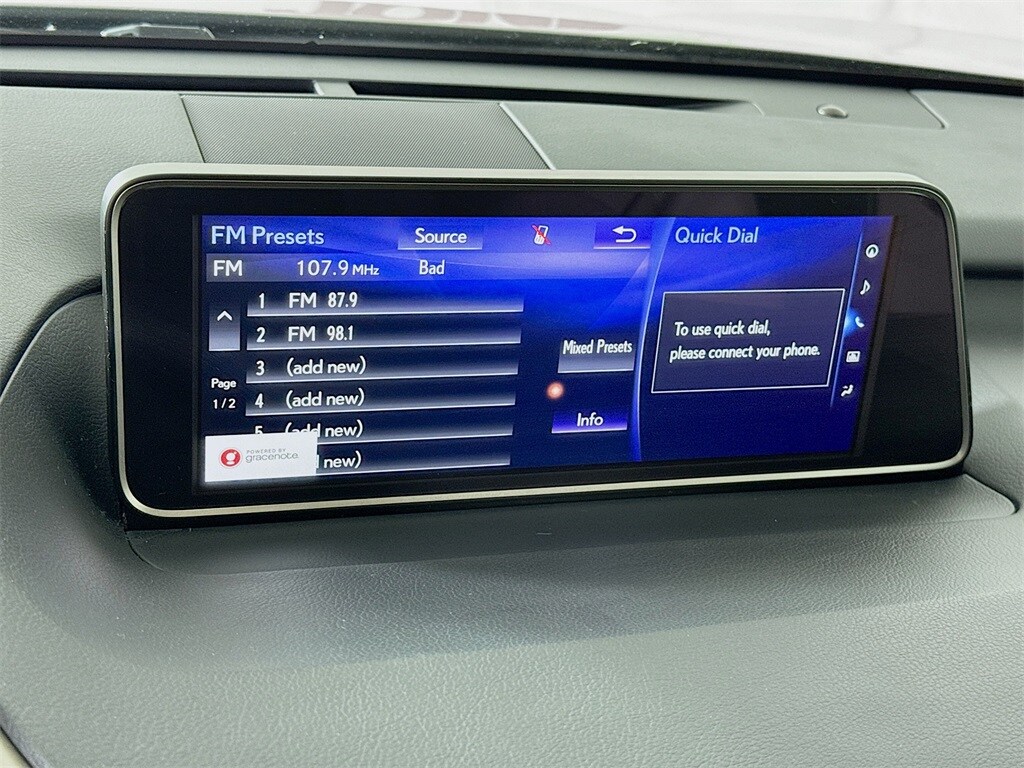 FM Presets
Source
FM 107.9 MHz Bad
1 FM 87.9
2 FM 98.1
3 (add new)
4 (add new)
5 (add new)
new)
Page
1/2
Mixed Presets
Info
POWERED BY
gracenote.
Quick Dial
To use quick dial,
please connect your phone.